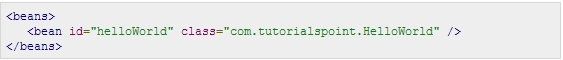 <beans>
   <bean id="helloWorld" class="com.tutorialspoint.HelloWorld" />
</beans>